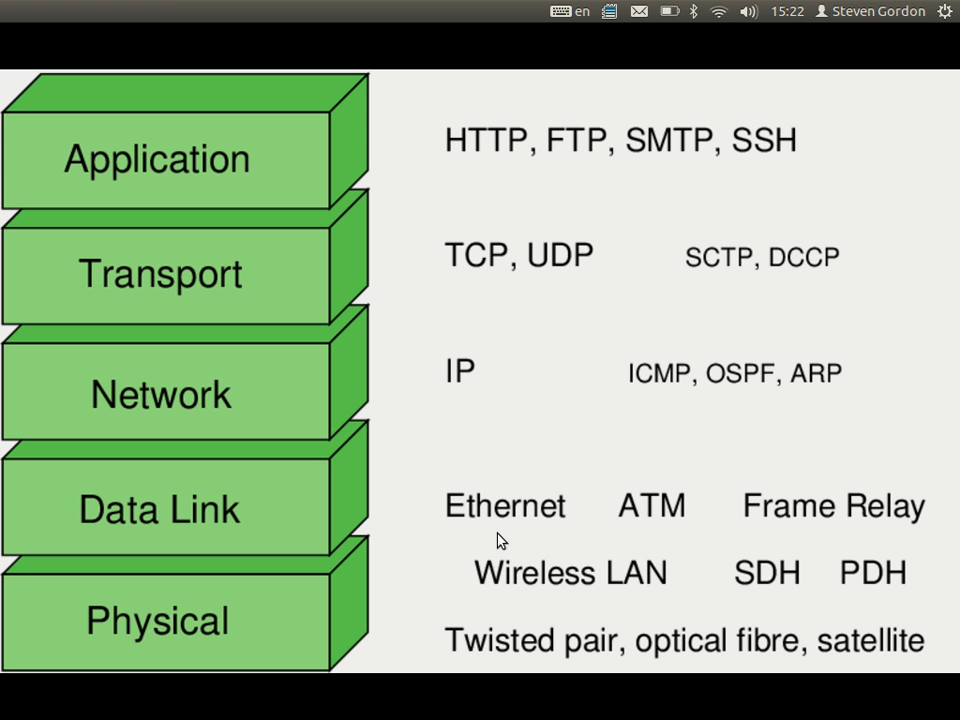 en 15:22 Steven Gordon
Application HTTP, FTP, SMTP, SSH
Transport TCP, UDP SCTP, DCCP
Network IP ICMP, OSPF, ARP
Data Link Ethernet ATM Frame Relay
Wireless LAN SDH PDH
Physical Twisted pair, optical fibre, satellite